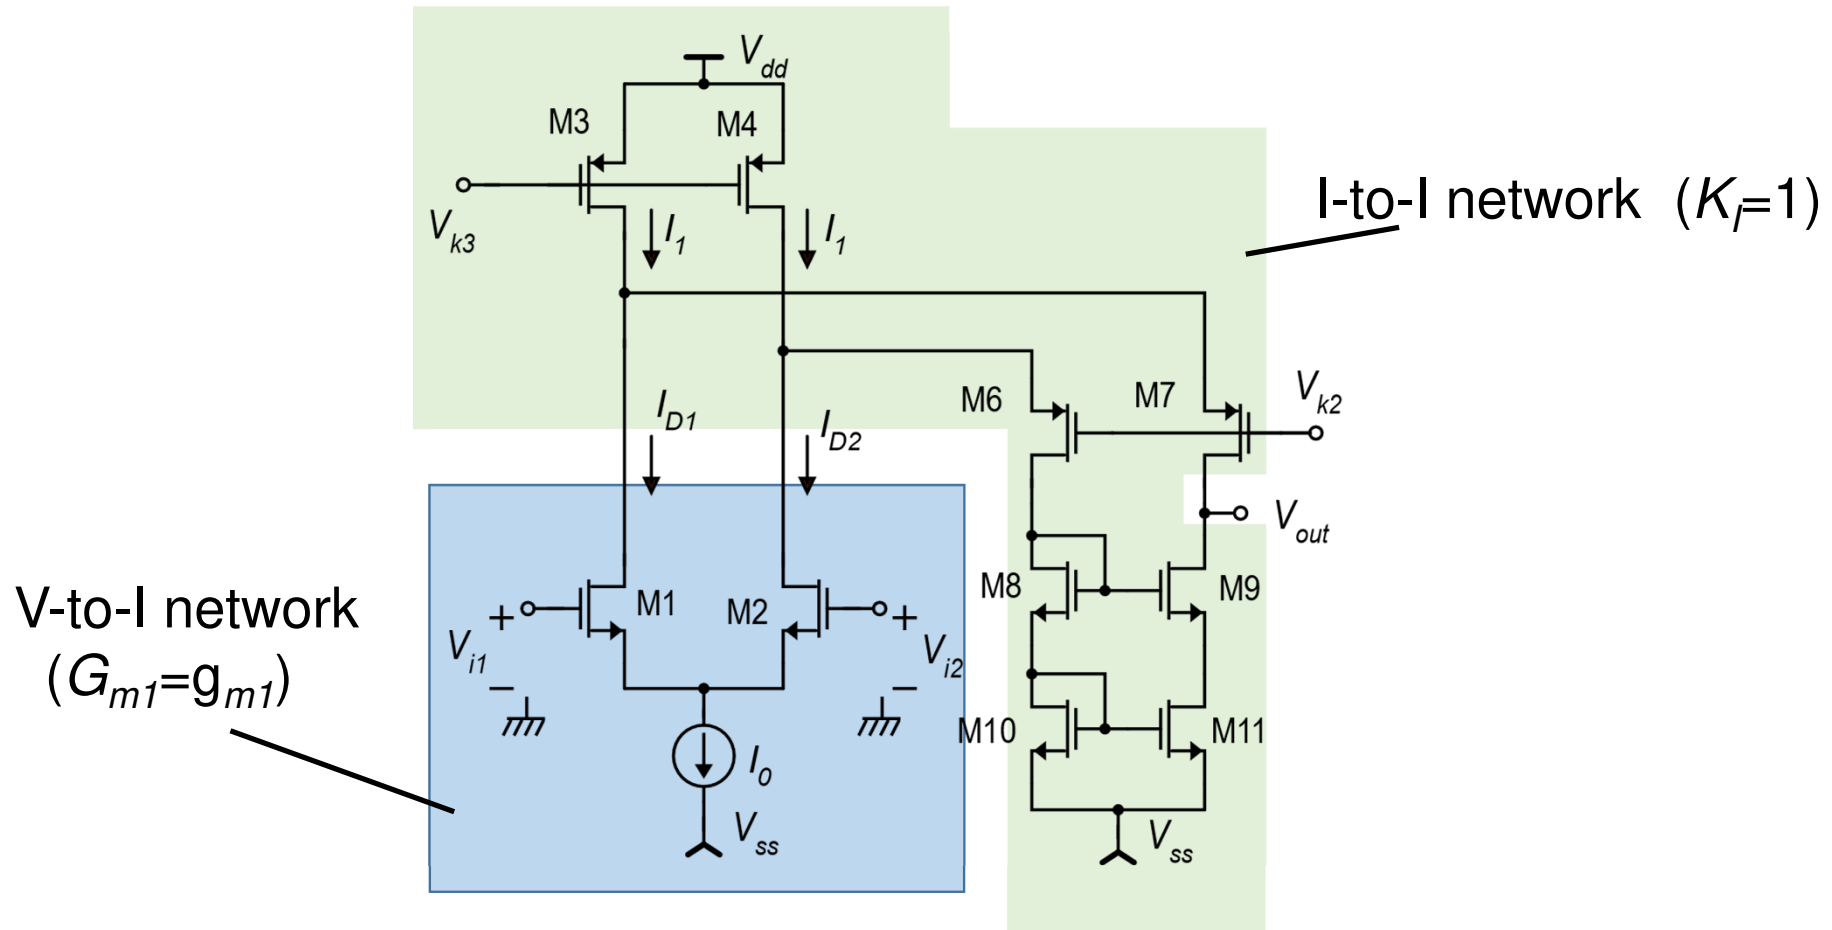 V_dd
M3
M4
V_k3
I_1
I_1
I-to-I network (K_I=1)
M6
M7
V_k2
I_D1
I_D2
V_out
V-to-I network
(G_m1=g_m1)
+
M1
M2
+
V_i1
V_i2
−
−
M8
M9
M10
M11
I_0
V_ss
V_ss